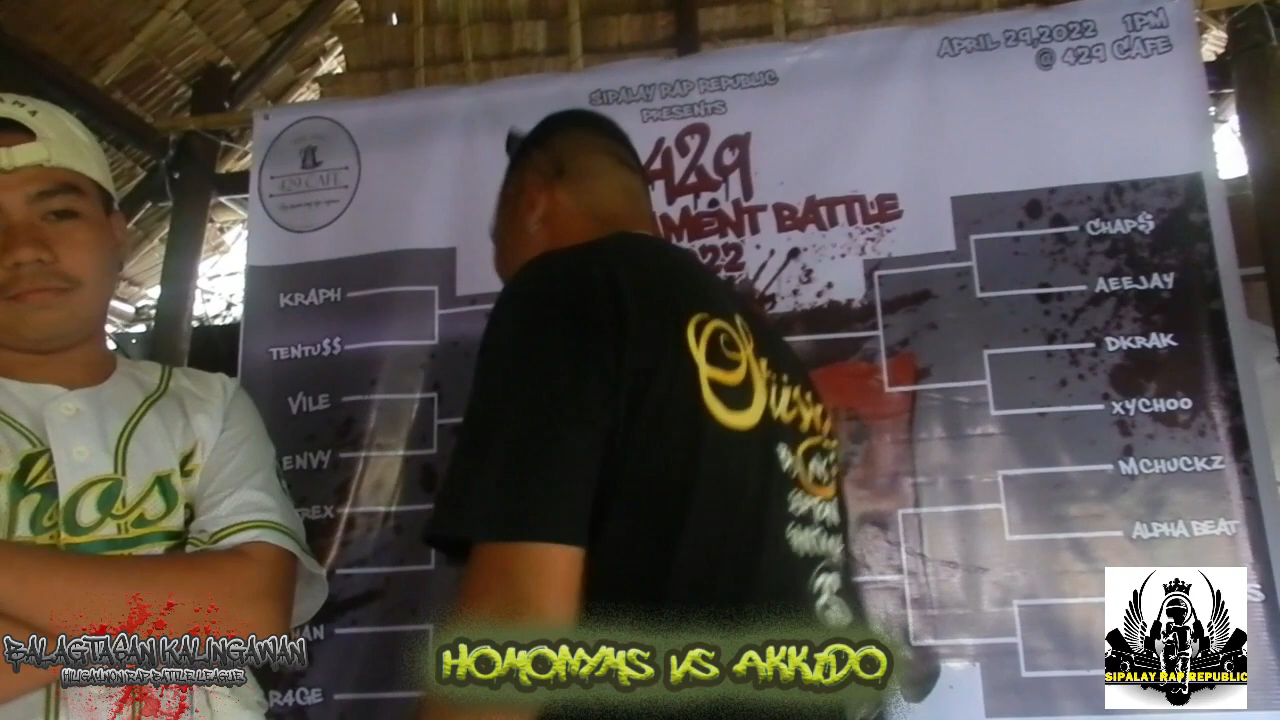 APRIL 29,2022 1PM
@ 429 CAFE
SIPALAY RAP REPUBLIC
PRESENTS
429
MENT BATTLE
22
429 CAFE
KRAPH
TENTU$$
VILE
ENVY
REX
R4GE
CHAP$
AEEJAY
DKRAK
XYCHOO
MCHUCKZ
ALPHA BEAT
S
BALAGTASAN KALINGAWAN
HUGAYNON RAP BATTLE LEAGUE
HOMONYMS VS AKKIDO
SIPALAY RAP REPUBLIC